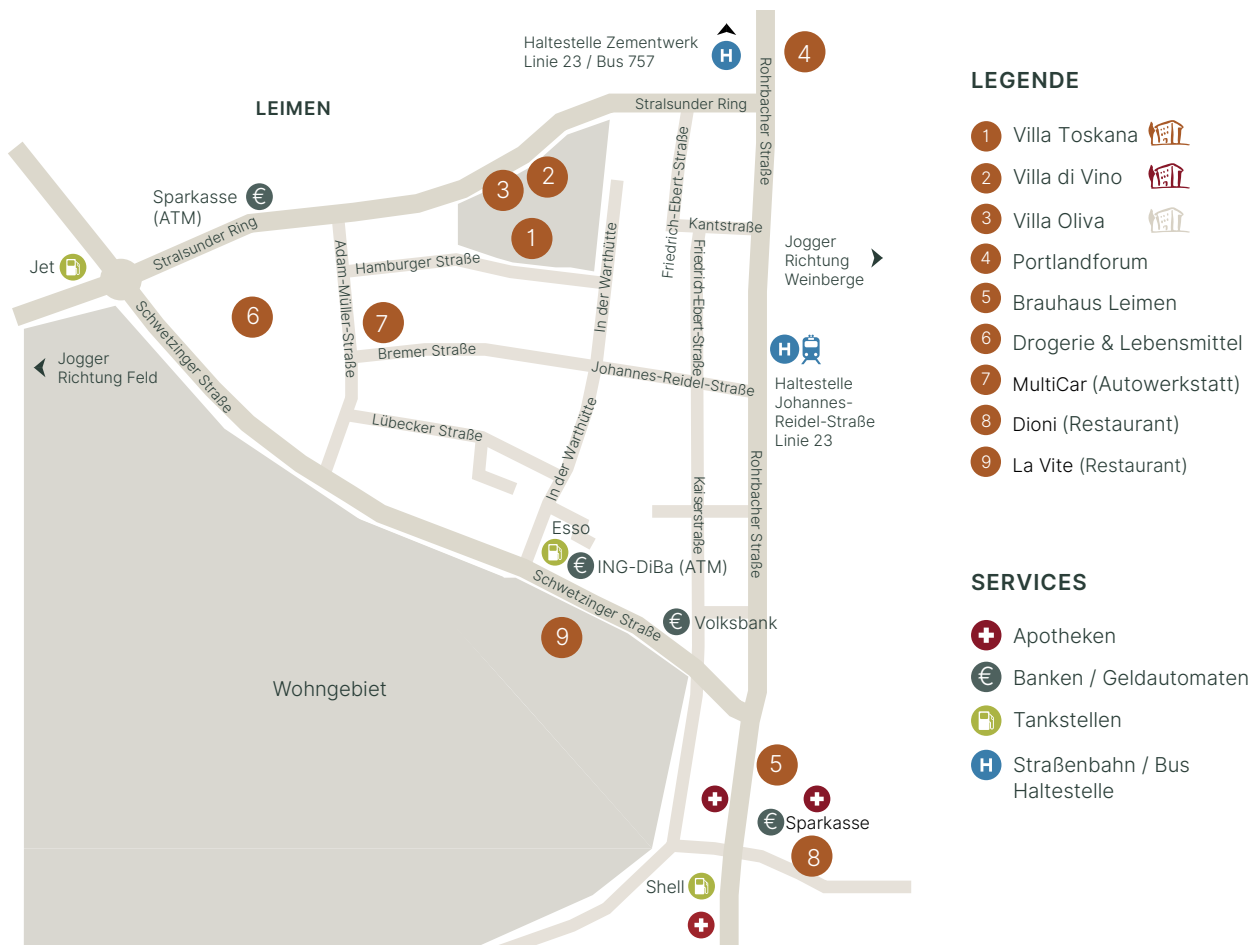 Haltestelle Zementwerk
Linie 23 / Bus 757
H
4
Rohrbacher Straße
LEIMEN
Stralsunder Ring
Friedrich-Ebert-Straße
3
2
1
Sparkasse
(ATM)
€
Stralsunder Ring
Jet
Adam-Müller-Straße
Hamburger Straße
In der Warthütte
Kantstraße
Friedrich-Ebert-Straße
Jogger
Richtung
Weinberge
6
7
Schwetzinger Straße
Bremer Straße
Johannes-Reidel-Straße
H
Haltestelle
Johannes-
Reidel-Straße
Linie 23
Jogger
Richtung Feld
Lübecker Straße
In der Warthütte
Kaiserstraße
Rohrbacher Straße
Esso
€
ING-DiBa (ATM)
Schwetzinger Straße
€
Volksbank
9
Wohngebiet
5
€
Sparkasse
8
Shell
LEGENDE
1 Villa Toskana
2 Villa di Vino
3 Villa Oliva
4 Portlandforum
5 Brauhaus Leimen
6 Drogerie & Lebensmittel
7 MultiCar (Autowerkstatt)
8 Dioni (Restaurant)
9 La Vite (Restaurant)
SERVICES
Apotheken
€ Banken / Geldautomaten
Tankstellen
H Straßenbahn / Bus
Haltestelle